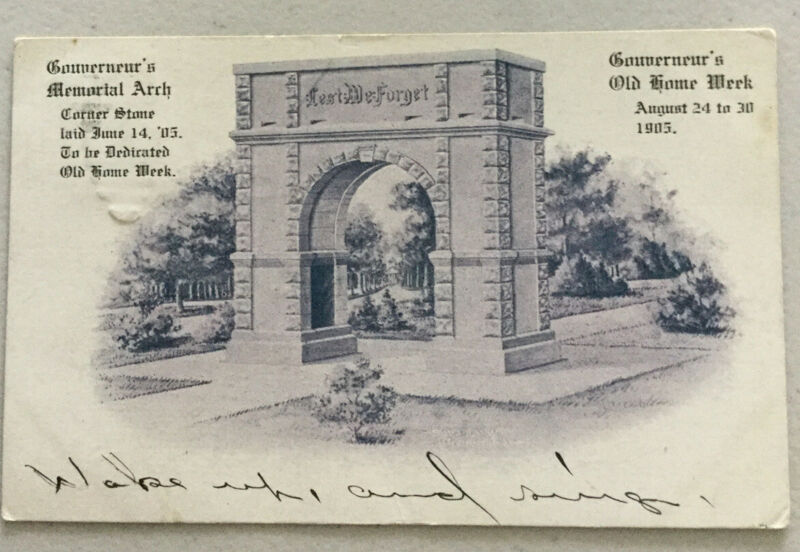 Gouverneur's
Memorial Arch
Corner Stone
laid June 14, '05.
To be Dedicated
Old Home Week.
Gouverneur's
Old Home Week
August 24 to 30
1905.
Lest We Forget
Wake up, and sing.